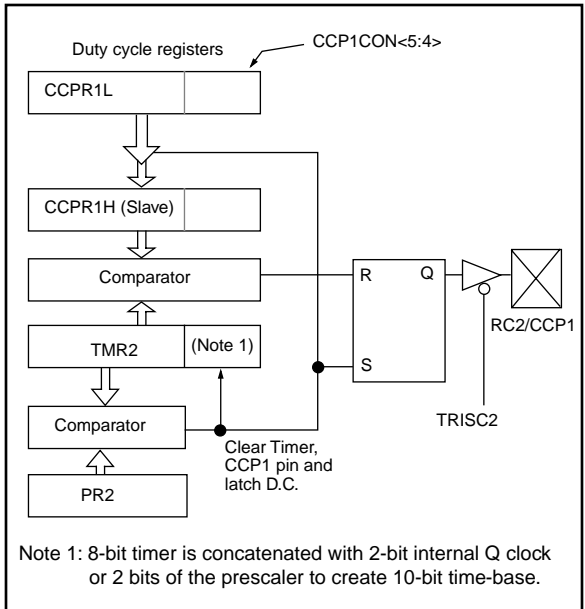 Duty cycle registers
CCP1CON<5:4>
CCPR1L
CCPR1H (Slave)
Comparator
R
Q
RC2/CCP1
TMR2
(Note 1)
S
TRISC2
Comparator
Clear Timer,
CCP1 pin and
latch D.C.
PR2
Note 1: 8-bit timer is concatenated with 2-bit internal Q clock
or 2 bits of the prescaler to create 10-bit time-base.